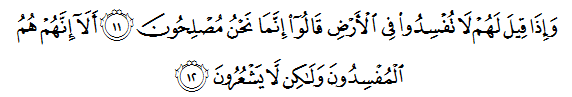 وَإِذَا قِيلَ لَهُمْ لَا تُفْسِدُوا۟ فِى ٱلْأَرْضِ قَالُوٓا۟ إِنَّمَا نَحْنُ مُصْلِحُونَ ١١ أَلَآ إِنَّهُمْ هُمُ
ٱلْمُفْسِدُونَ وَلَـٰكِن لَّا يَشْعُرُونَ ١٢